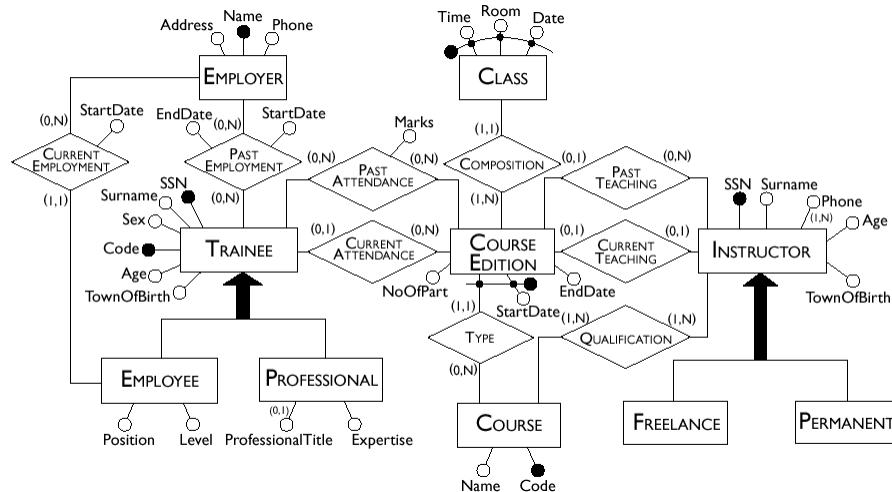 Name
Address
Phone
Time
Room
Date
EMPLOYER
CLASS
(0,N)
StartDate
EndDate
StartDate
(0,N)
Marks
(1,1)
CURRENT
EMPLOYMENT
PAST
EMPLOYMENT
(0,N)
PAST
ATTENDANCE
(0,N)
COMPOSITION
(0,1)
PAST
TEACHING
(0,N)
(1,1)
SSN
Surname
(0,N)
(1,N)
SSN
Surname
Phone
(1,N)
Sex
Age
Code
TRAINEE
(0,1)
CURRENT
ATTENDANCE
(0,N)
COURSE
EDITION
(0,1)
CURRENT
TEACHING
(0,1)
INSTRUCTOR
Age
TownOfBirth
NoOfPart
EndDate
TownOfBirth
StartDate
(1,1)
TYPE
(1,N)
QUALIFICATION
(1,N)
(0,N)
EMPLOYEE
PROFESSIONAL
(0,1)
COURSE
FREELANCE
PERMANENT
Position
Level
ProfessionalTitle
Expertise
Name
Code